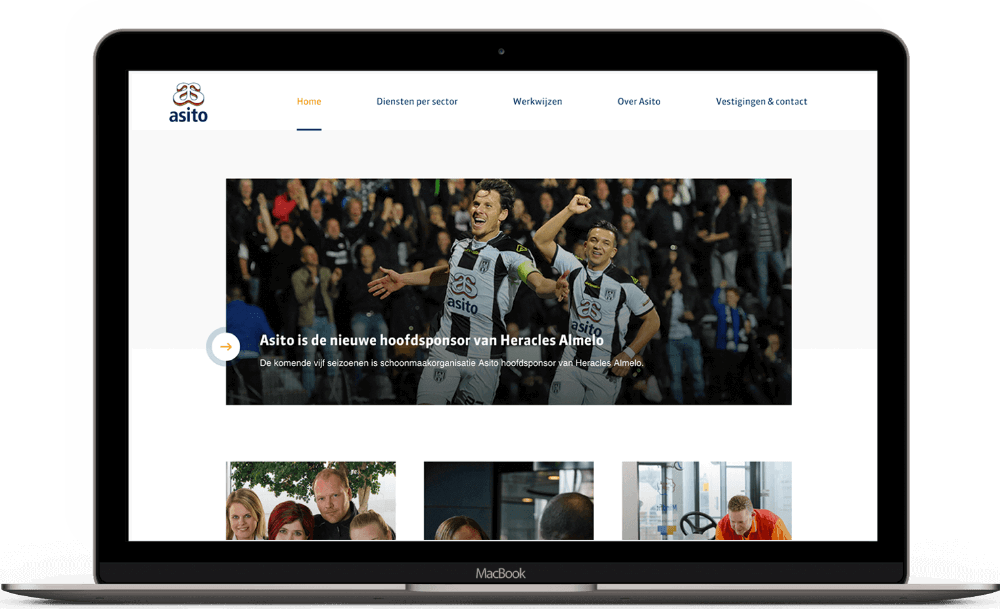 asito
Home
Diensten per sector
Werkwijzen
Over Asito
Vestigingen & contact
asito
asito
Asito is de nieuwe hoofdsponsor van Heracles Almelo
De komende vijf seizoenen is schoonmaakorganisatie Asito hoofdsponsor van Heracles Almelo.
MacBook